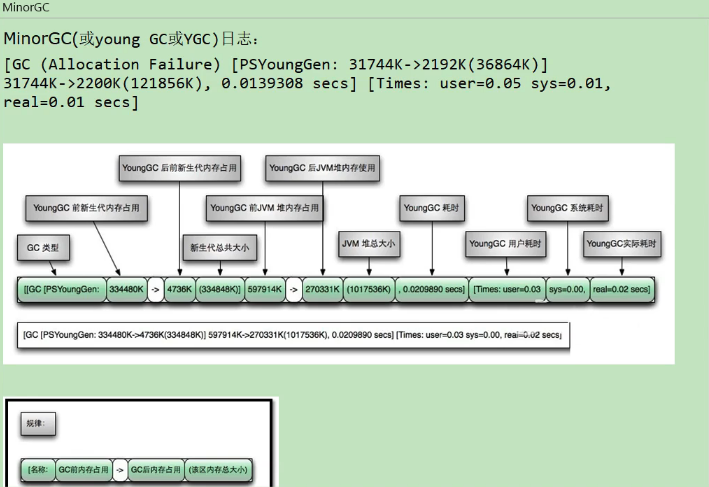 MinorGC
MinorGC(或young GC或YGC)日志：
[GC (Allocation Failure) [PSYoungGen: 31744K->2192K(36864K)]
31744K->2200K(121856K), 0.0139308 secs] [Times: user=0.05 sys=0.01,
real=0.01 secs]
YoungGC 后前新生代内存占用 YoungGC 后JVM堆内存使用
YoungGC 前新生代内存占用 YoungGC 前JVM 堆内存占用 YoungGC 耗时 YoungGC 系统耗时
GC 类型 新生代总共大小 JVM 堆总大小 YoungGC 用户耗时 YoungGC实际耗时
[[GC [PSYoungGen: 334480K -> 4736K (334848K)] 597914K -> 270331K (1017536K) , 0.0209890 secs] [Times: user=0.03 sys=0.00, real=0.02 secs]
[GC [PSYoungGen: 334480K->4736K(334848K)] 597914K->270331K(1017536K), 0.0209890 secs] [Times: user=0.03 sys=0.00, real=0.02 secs]
规律：
[名称: GC前内存占用 -> GC后内存占用 (该区内存总大小)